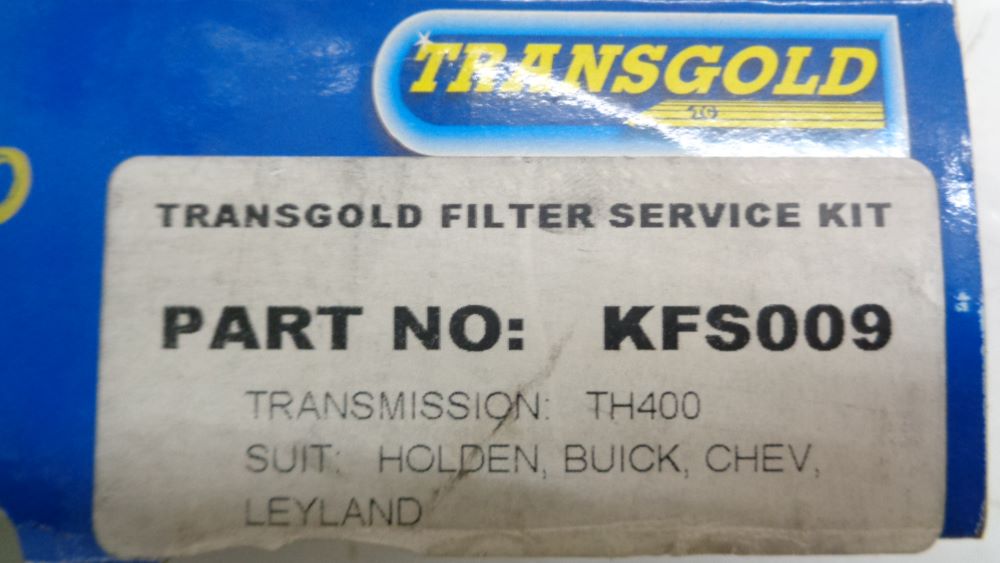 TRANSGOLD
TG
TRANSGOLD FILTER SERVICE KIT
PART NO: KFS009
TRANSMISSION: TH400
SUIT: HOLDEN, BUICK, CHEV,
LEYLAND